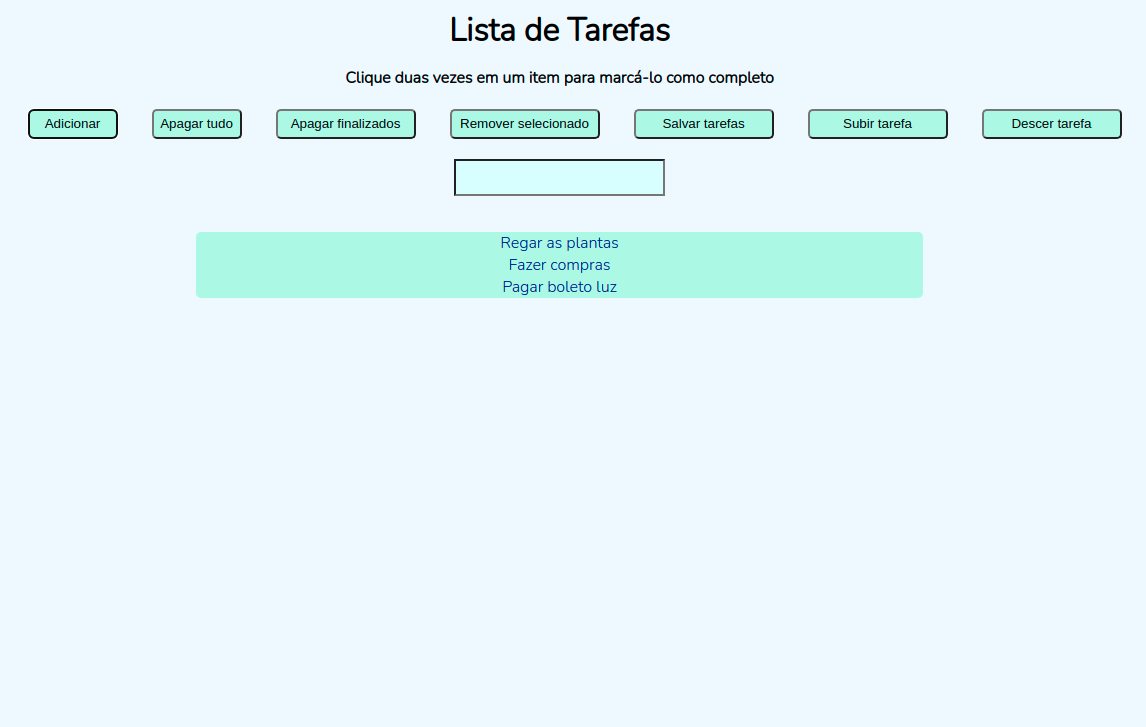 Lista de Tarefas
Clique duas vezes em um item para marcá-lo como completo
Adicionar Apagar tudo Apagar finalizados Remover selecionado Salvar tarefas Subir tarefa Descer tarefa
Regar as plantas
Fazer compras
Pagar boleto luz